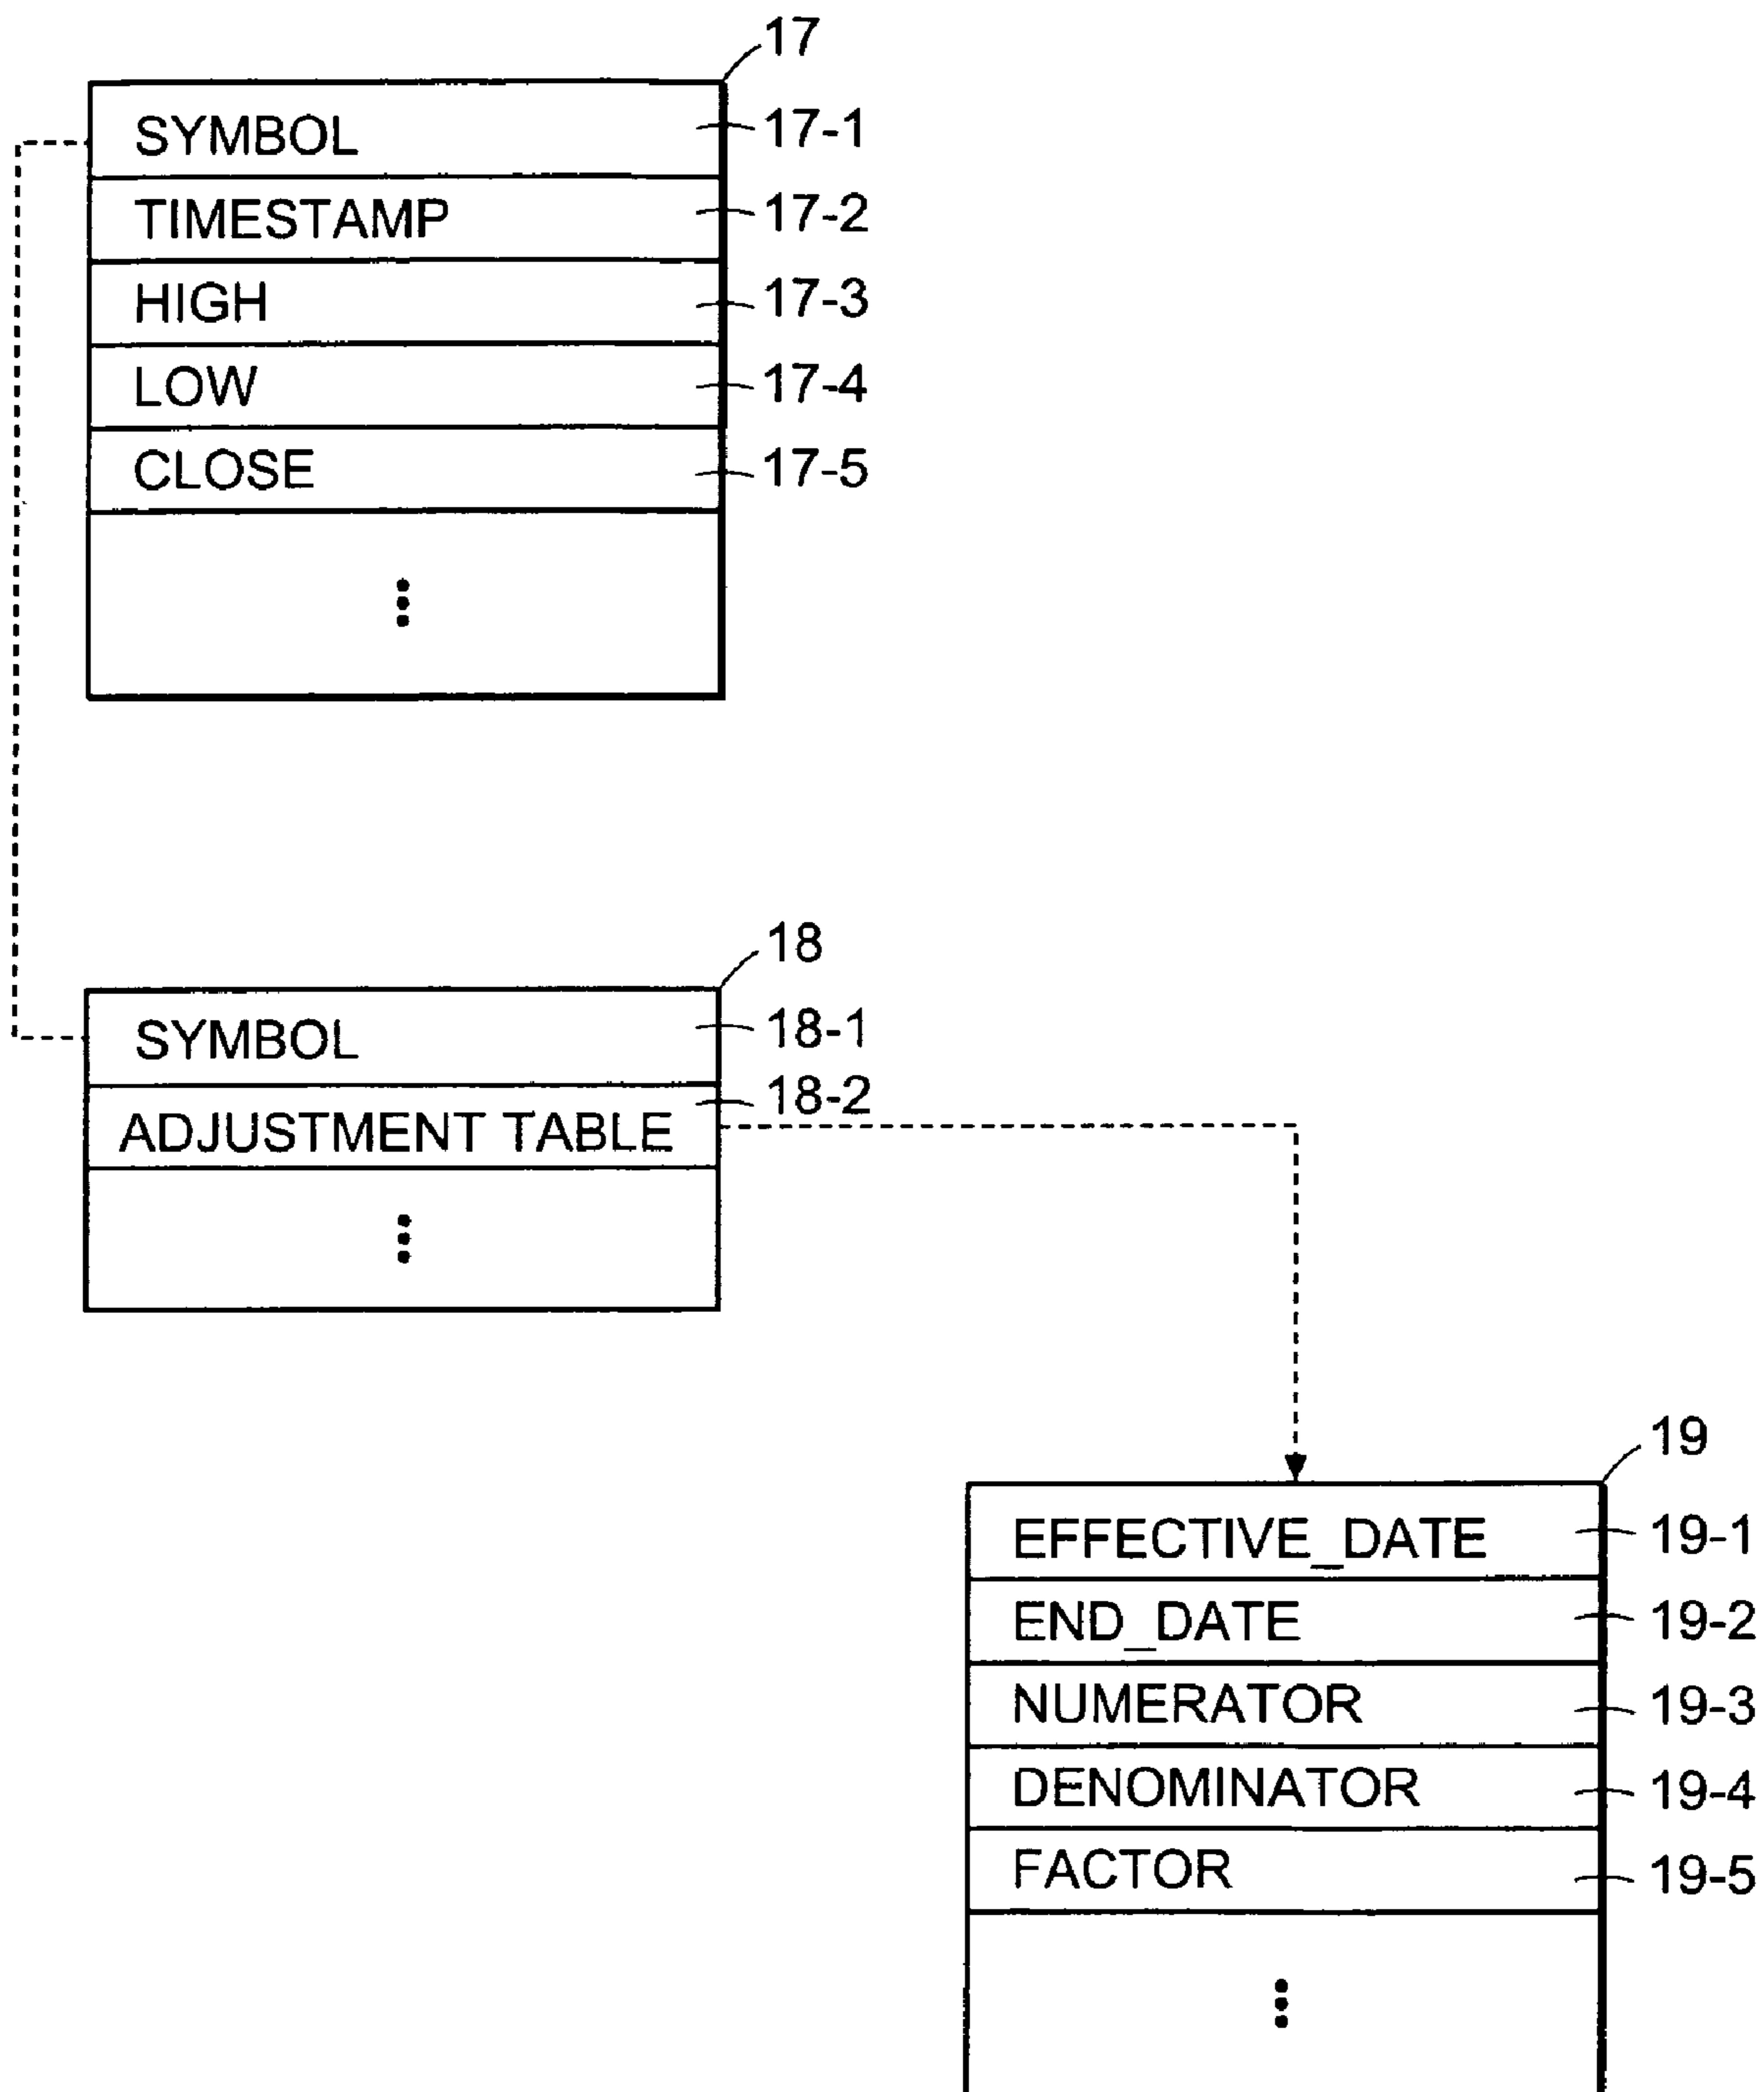 17
SYMBOL 17-1
TIMESTAMP 17-2
HIGH 17-3
LOW 17-4
CLOSE 17-5
18
SYMBOL 18-1
ADJUSTMENT TABLE 18-2
19
EFFECTIVE_DATE 19-1
END_DATE 19-2
NUMERATOR 19-3
DENOMINATOR 19-4
FACTOR 19-5